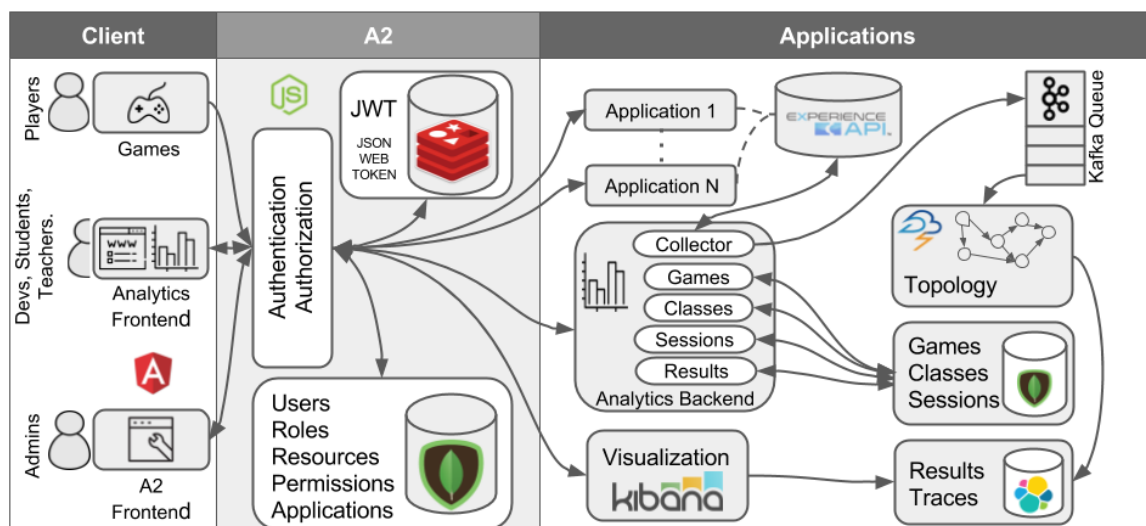 Client
A2
Applications
Players
Games
Devs, Students,
Teachers.
WWW
Analytics
Frontend
A
Admins
A2
Frontend
JS
JWT
JSON
WEB
TOKEN
Authentication
Authorization
Users
Roles
Resources
Permissions
Applications
Application 1
Application N
EXPERIENCE
API
Collector
Games
Classes
Sessions
Results
Analytics Backend
Visualization
kibana
Kafka Queue
Topology
Games
Classes
Sessions
Results
Traces